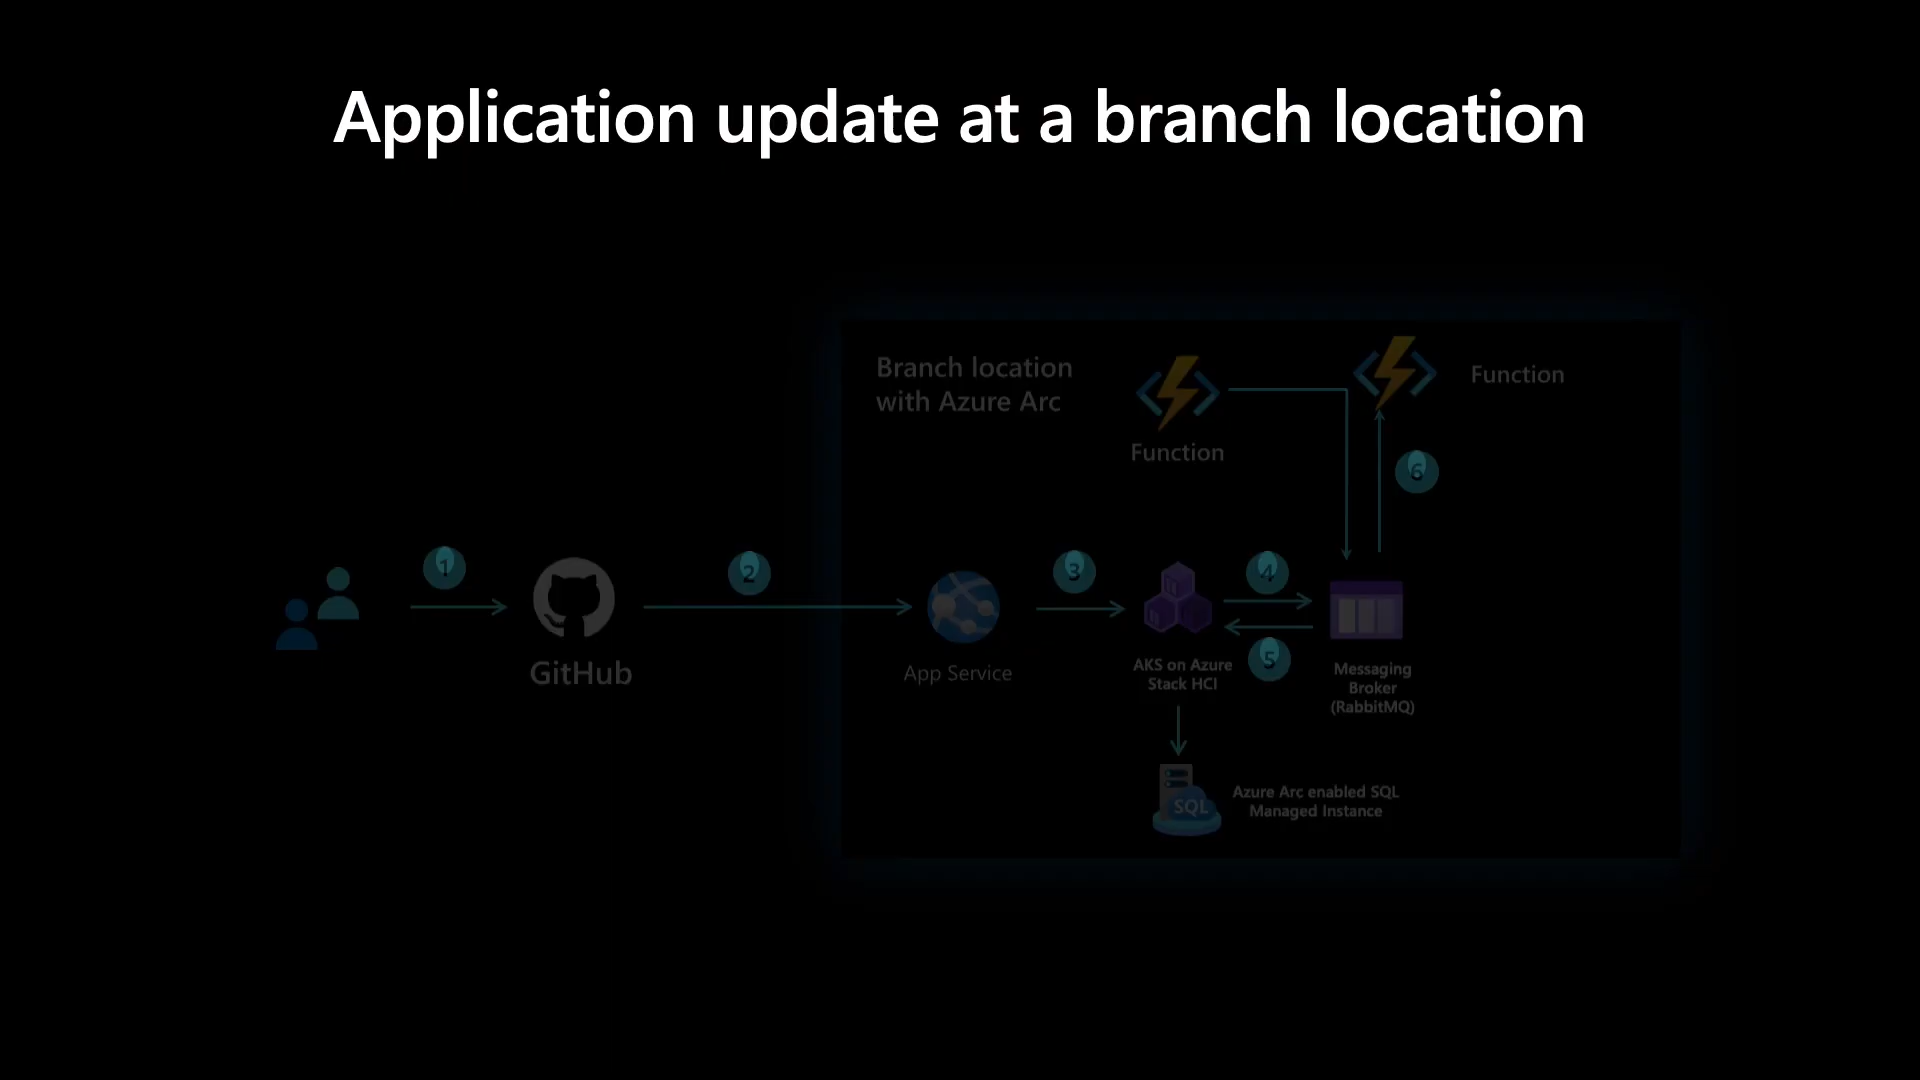 Application update at a branch location
Branch location
with Azure Arc
Function
Function
6
1
2
3
4
5
GitHub
App Service
AKS on Azure
Stack HCI
Messaging
Broker
(RabbitMQ)
SQL
Azure Arc enabled SQL
Managed Instance